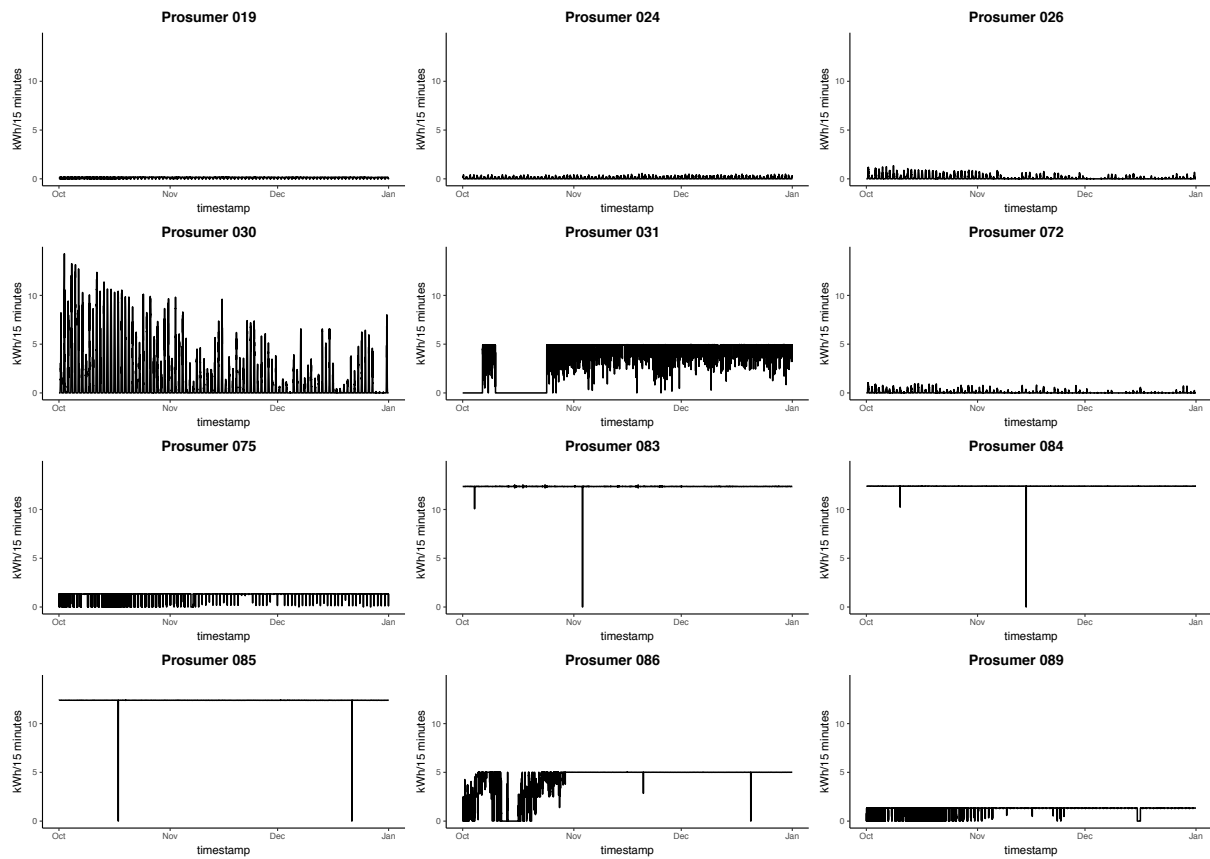 Prosumer 019
Prosumer 024
Prosumer 026
kWh/15 minutes
10
5
0
Oct
Nov
Dec
Jan
timestamp
kWh/15 minutes
10
5
0
Oct
Nov
Dec
Jan
timestamp
kWh/15 minutes
10
5
0
Oct
Nov
Dec
Jan
timestamp
Prosumer 030
Prosumer 031
Prosumer 072
kWh/15 minutes
10
5
0
Oct
Nov
Dec
Jan
timestamp
kWh/15 minutes
10
5
0
Oct
Nov
Dec
Jan
timestamp
kWh/15 minutes
10
5
0
Oct
Nov
Dec
Jan
timestamp
Prosumer 075
Prosumer 083
Prosumer 084
kWh/15 minutes
10
5
0
Oct
Nov
Dec
Jan
timestamp
kWh/15 minutes
10
5
0
Oct
Nov
Dec
Jan
timestamp
kWh/15 minutes
10
5
0
Oct
Nov
Dec
Jan
timestamp
Prosumer 085
Prosumer 086
Prosumer 089
kWh/15 minutes
10
5
0
Oct
Nov
Dec
Jan
timestamp
kWh/15 minutes
10
5
0
Oct
Nov
Dec
Jan
timestamp
kWh/15 minutes
10
5
0
Oct
Nov
Dec
Jan
timestamp